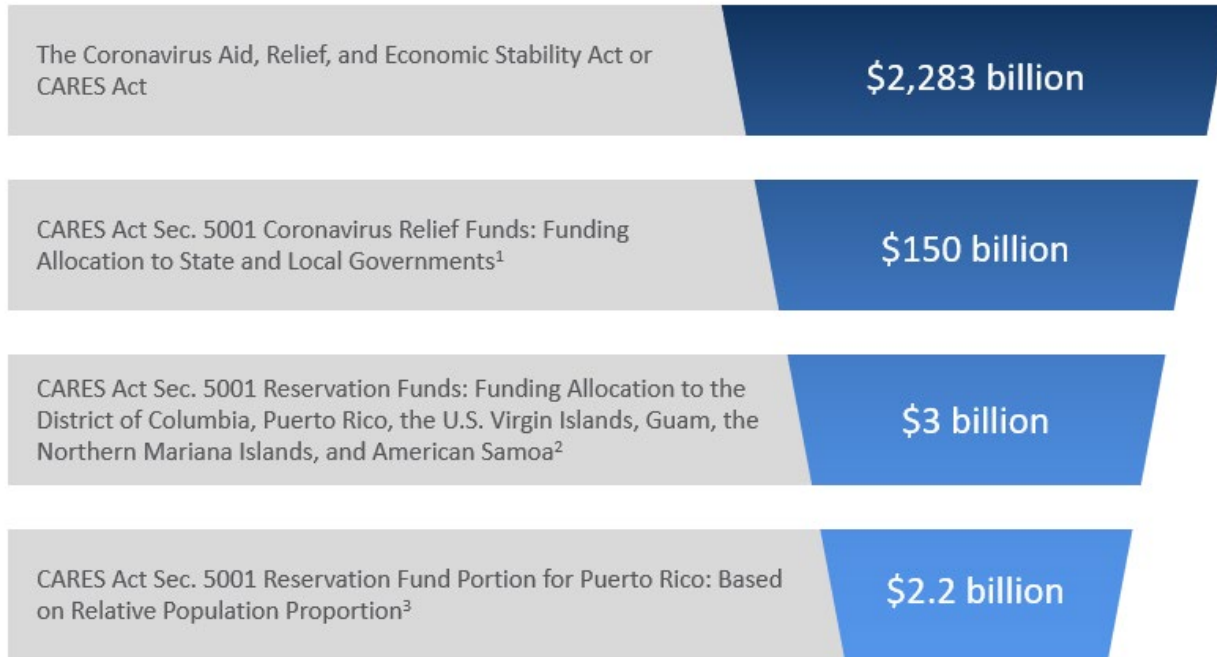 The Coronavirus Aid, Relief, and Economic Stability Act or
CARES Act
$2,283 billion
CARES Act Sec. 5001 Coronavirus Relief Funds: Funding
Allocation to State and Local Governments¹
$150 billion
CARES Act Sec. 5001 Reservation Funds: Funding Allocation to the
District of Columbia, Puerto Rico, the U.S. Virgin Islands, Guam, the
Northern Mariana Islands, and American Samoa²
$3 billion
CARES Act Sec. 5001 Reservation Fund Portion for Puerto Rico: Based
on Relative Population Proportion³
$2.2 billion